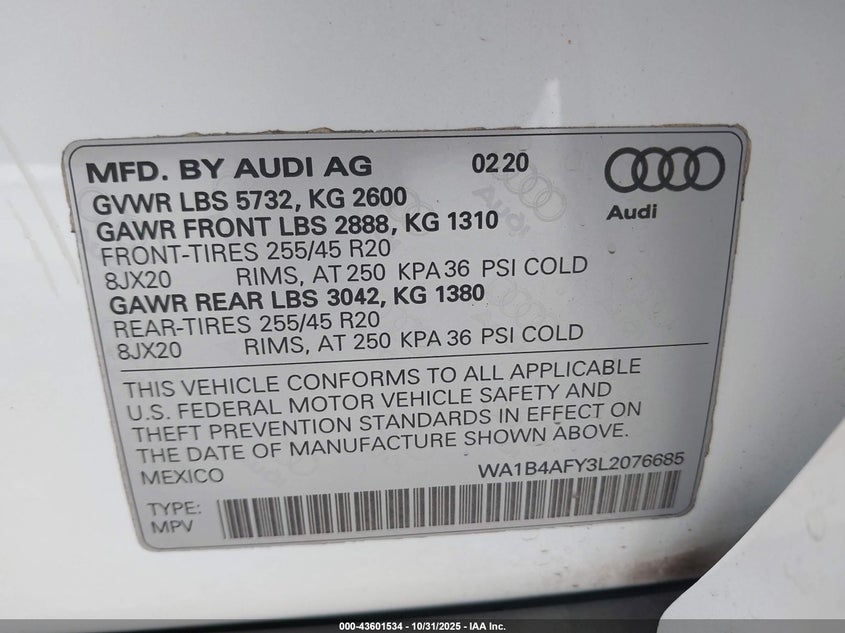 MFD. BY AUDI AG 02 20
GVWR LBS 5732, KG 2600
GAWR FRONT LBS 2888, KG 1310
FRONT-TIRES 255/45 R20
8JX20 RIMS, AT 250 KPA 36 PSI COLD
GAWR REAR LBS 3042, KG 1380
REAR-TIRES 255/45 R20
8JX20 RIMS, AT 250 KPA 36 PSI COLD
Audi
THIS VEHICLE CONFORMS TO ALL APPLICABLE
U.S. FEDERAL MOTOR VEHICLE SAFETY AND
THEFT PREVENTION STANDARDS IN EFFECT ON
THE DATE OF MANUFACTURE SHOWN ABOVE.
MEXICO WA1B4AFY3L2076685
TYPE:
MPV
000-43601534 - 10/31/2025 - IAA Inc.